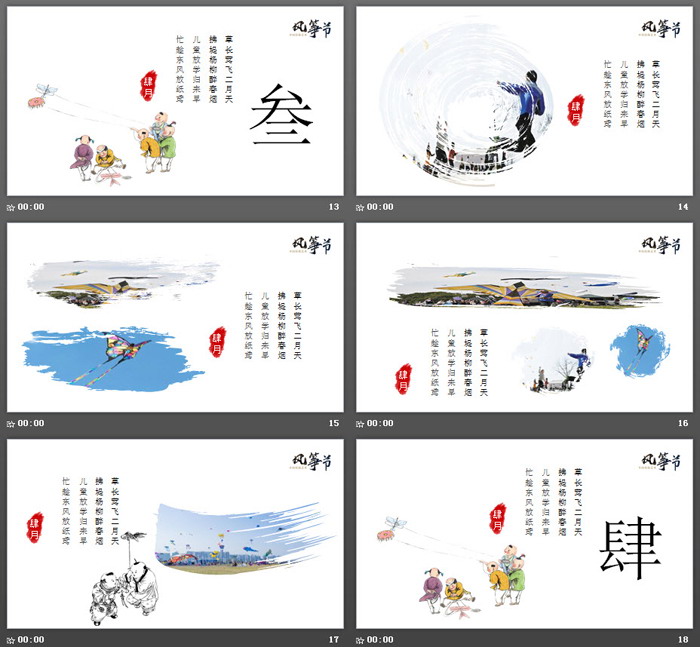 风筝节
草长莺飞二月天
拂堤杨柳醉春烟
儿童放学归来早
忙趁东风放纸鸢
肆月
叁
00:00
13
风筝节
草长莺飞二月天
拂堤杨柳醉春烟
儿童放学归来早
忙趁东风放纸鸢
肆月
00:00
14
风筝节
草长莺飞二月天
拂堤杨柳醉春烟
儿童放学归来早
忙趁东风放纸鸢
肆月
00:00
15
风筝节
草长莺飞二月天
拂堤杨柳醉春烟
儿童放学归来早
忙趁东风放纸鸢
肆月
00:00
16
风筝节
草长莺飞二月天
拂堤杨柳醉春烟
儿童放学归来早
忙趁东风放纸鸢
肆月
00:00
17
风筝节
草长莺飞二月天
拂堤杨柳醉春烟
儿童放学归来早
忙趁东风放纸鸢
肆月
肆
00:00
18